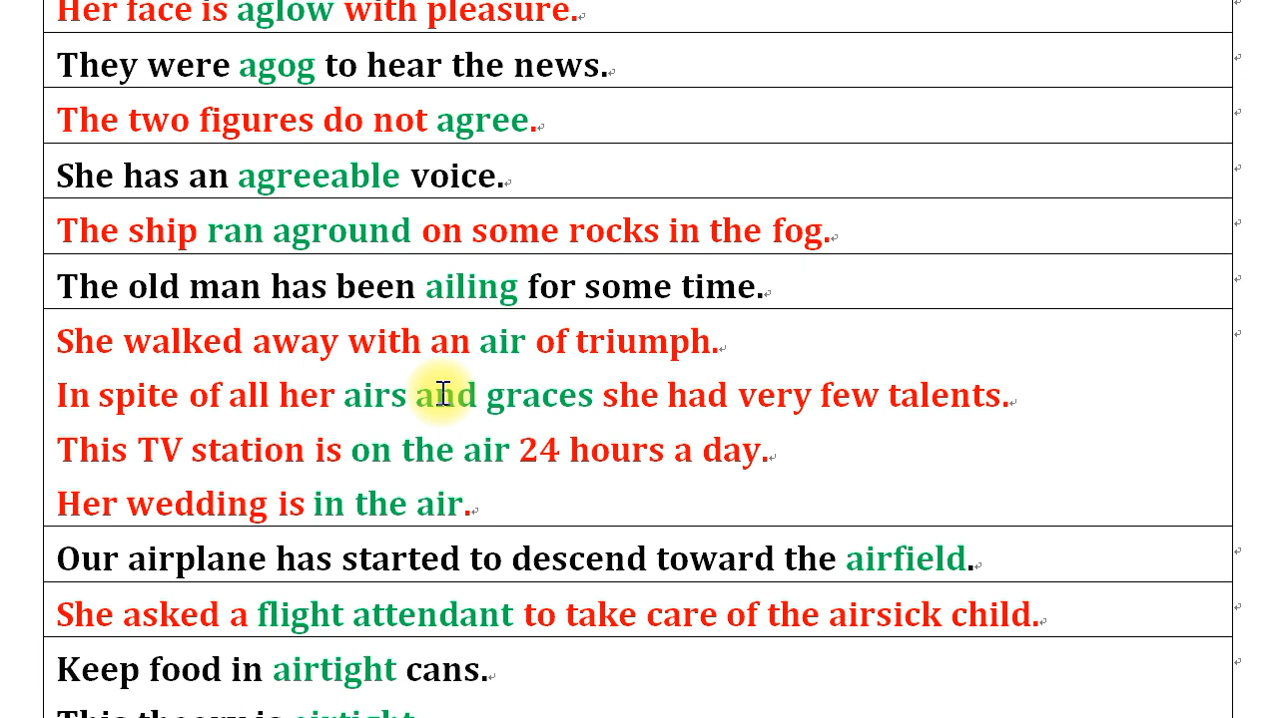 Her face is aglow with pleasure.
They were agog to hear the news.
The two figures do not agree.
She has an agreeable voice.
The ship ran aground on some rocks in the fog.
The old man has been ailing for some time.
She walked away with an air of triumph.
In spite of all her airs and graces she had very few talents.
This TV station is on the air 24 hours a day.
Her wedding is in the air.
Our airplane has started to descend toward the airfield.
She asked a flight attendant to take care of the airsick child.
Keep food in airtight cans.
This theory is airtight.